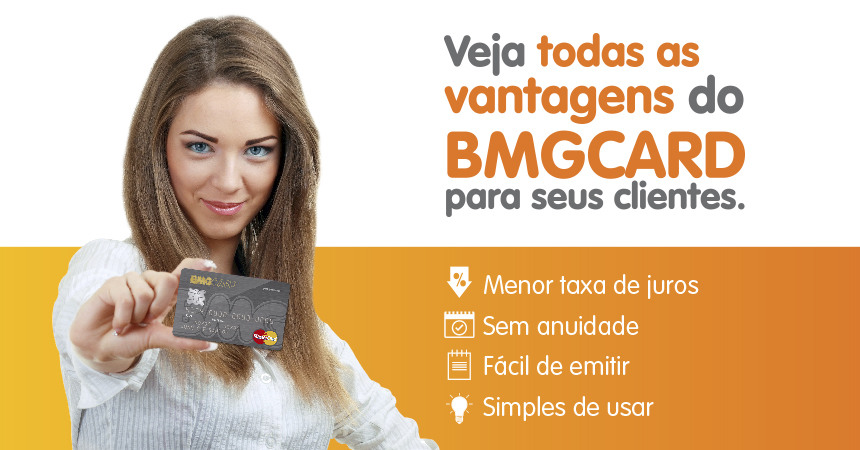 Veja todas as
vantagens do
BMGCARD
para seus clientes.
Menor taxa de juros
Sem anuidade
Fácil de emitir
Simples de usar
BMGCARD